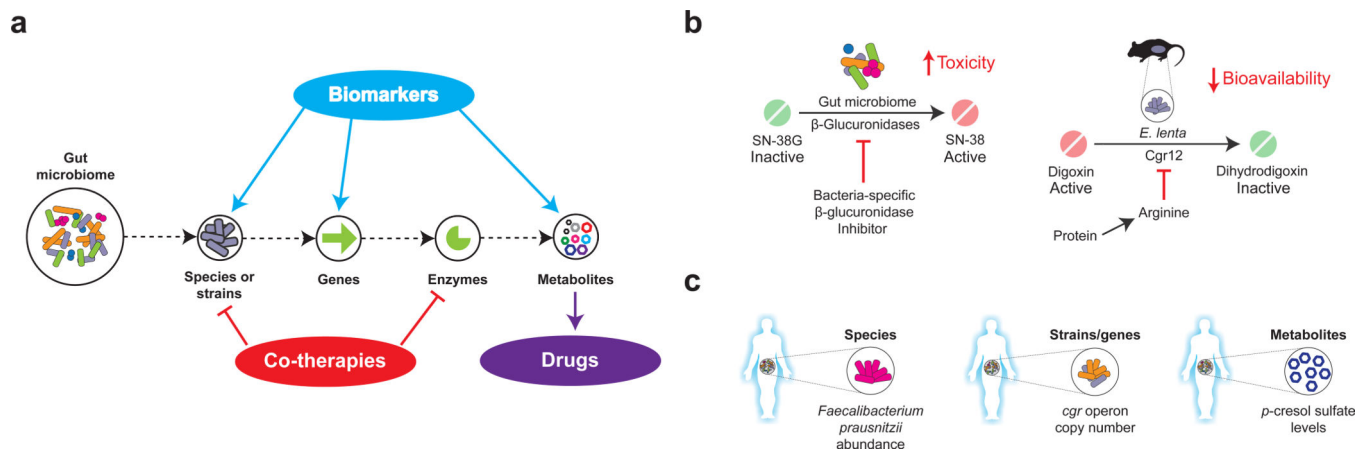 a
Biomarkers
Gut
microbiome
Species or
strains
Genes
Enzymes
Metabolites
Co-therapies
Drugs
b
Toxicity
Gut microbiome
β-Glucuronidases
SN-38G
Inactive
SN-38
Active
Bacteria-specific
β-glucuronidase
Inhibitor
Bioavailability
E. lenta
Cgr12
Digoxin
Active
Dihydrodigoxin
Inactive
Arginine
Protein
c
Species
Faecalibacterium
prausnitzii
abundance
Strains/genes
cgr operon
copy number
Metabolites
p-cresol sulfate
levels